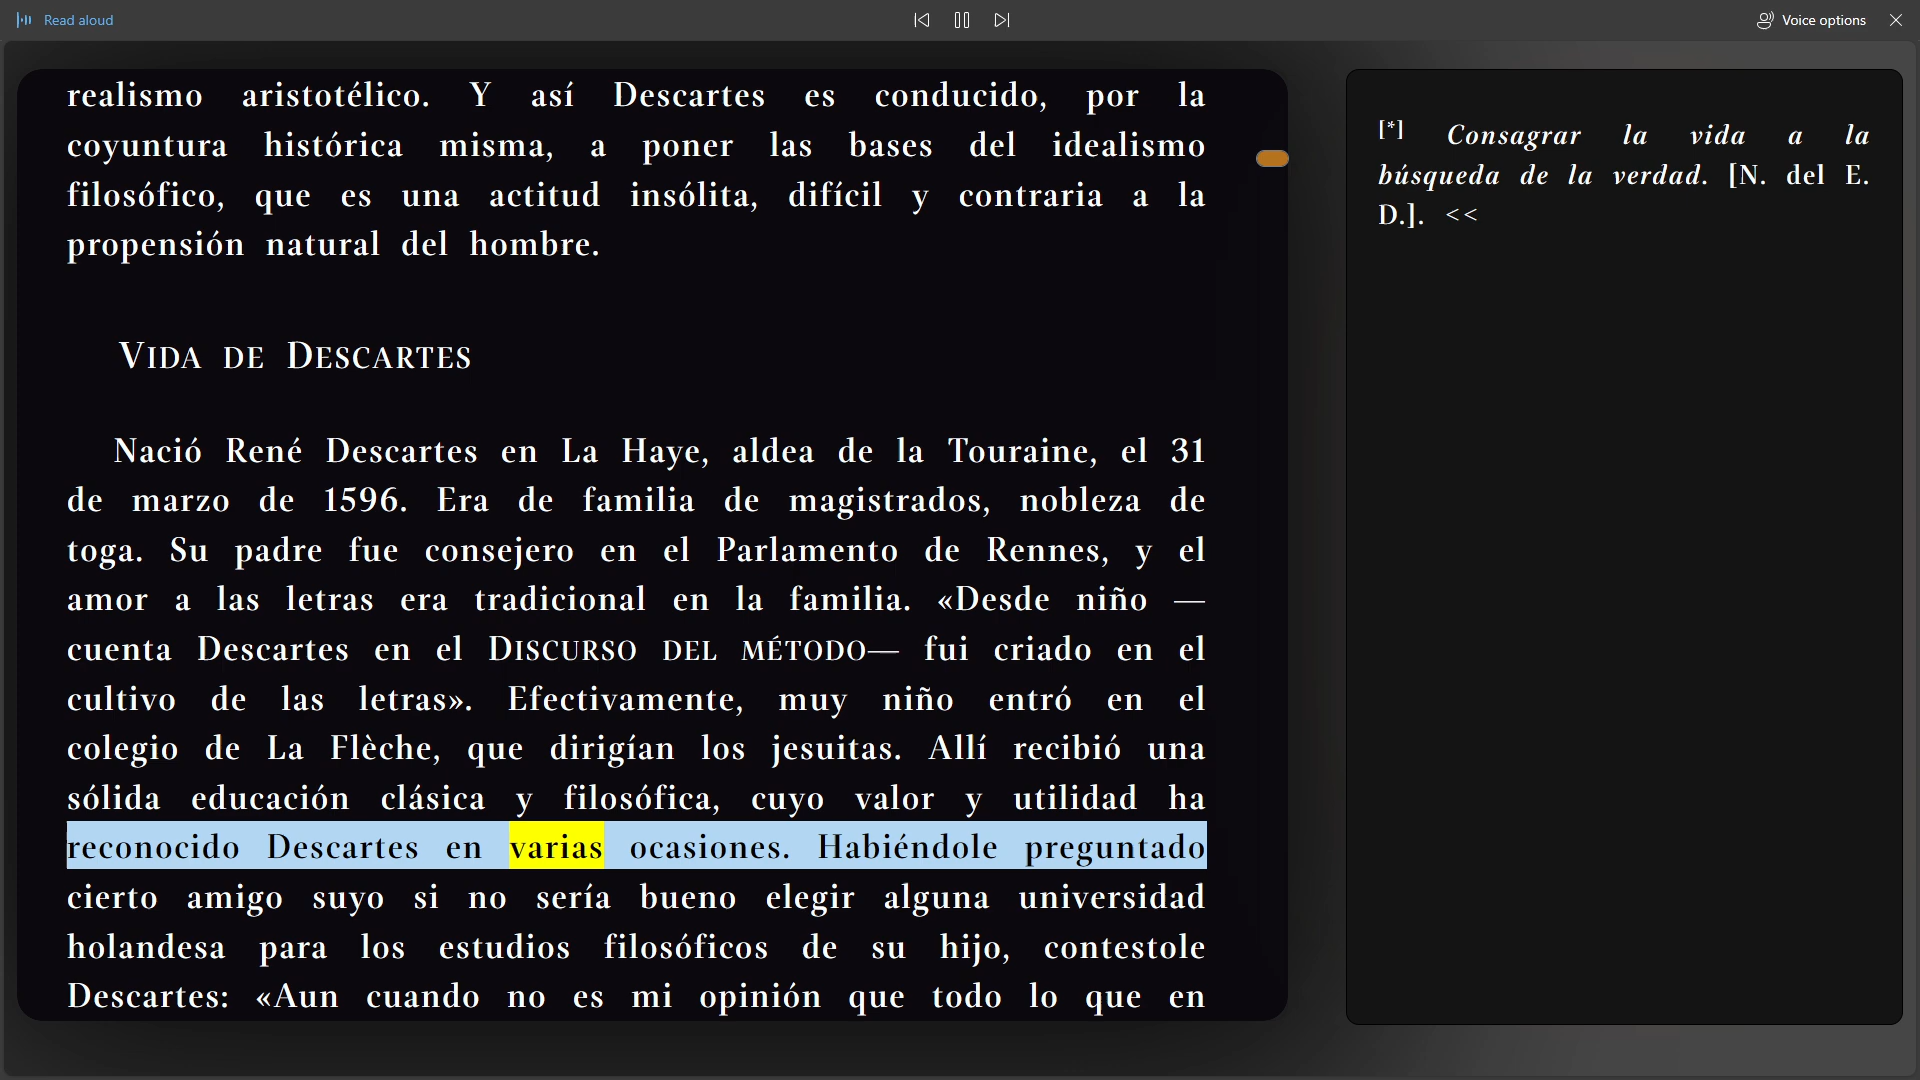 Read aloud
Voice options
realismo aristotélico. Y así Descartes es conducido, por la
coyuntura histórica misma, a poner las bases del idealismo
filosófico, que es una actitud insólita, difícil y contraria a la
propensión natural del hombre.
VIDA DE DESCARTES
Nació René Descartes en La Haye, aldea de la Touraine, el 31
de marzo de 1596. Era de familia de magistrados, nobleza de
toga. Su padre fue consejero en el Parlamento de Rennes, y el
amor a las letras era tradicional en la familia. «Desde niño —
cuenta Descartes en el DISCURSO DEL MÉTODO— fui criado en el
cultivo de las letras». Efectivamente, muy niño entró en el
colegio de La Flèche, que dirigían los jesuitas. Allí recibió una
sólida educación clásica y filosófica, cuyo valor y utilidad ha
reconocido Descartes en varias ocasiones. Habiéndole preguntado
cierto amigo suyo si no sería bueno elegir alguna universidad
holandesa para los estudios filosóficos de su hijo, contestole
Descartes: «Aun cuando no es mi opinión que todo lo que en
[*] Consagrar la vida a la
búsqueda de la verdad. [N. del E.
D.]. <<